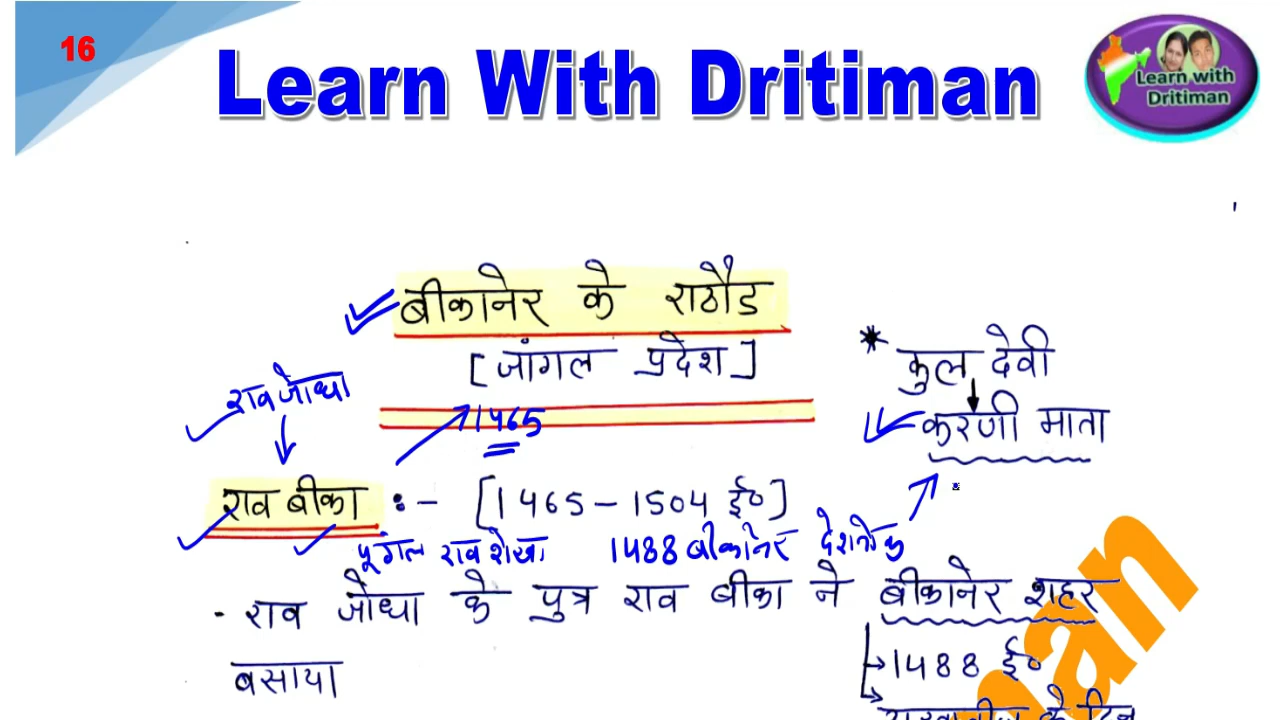 16
Learn With Dritiman
Learn with
Dritiman
बीकानेर के राठौड
[जांगल प्रदेश]
* कुल देवी
करणी माता
राव जोधा
1465
राव बीका :- [1465-1504 ई०]
पूगल राव शेखा 1488 बीकानेर देशनोक
- राव जोधा के पुत्र राव बीका ने बीकानेर शहर
बसाया
1488 ई०
के दिन
man